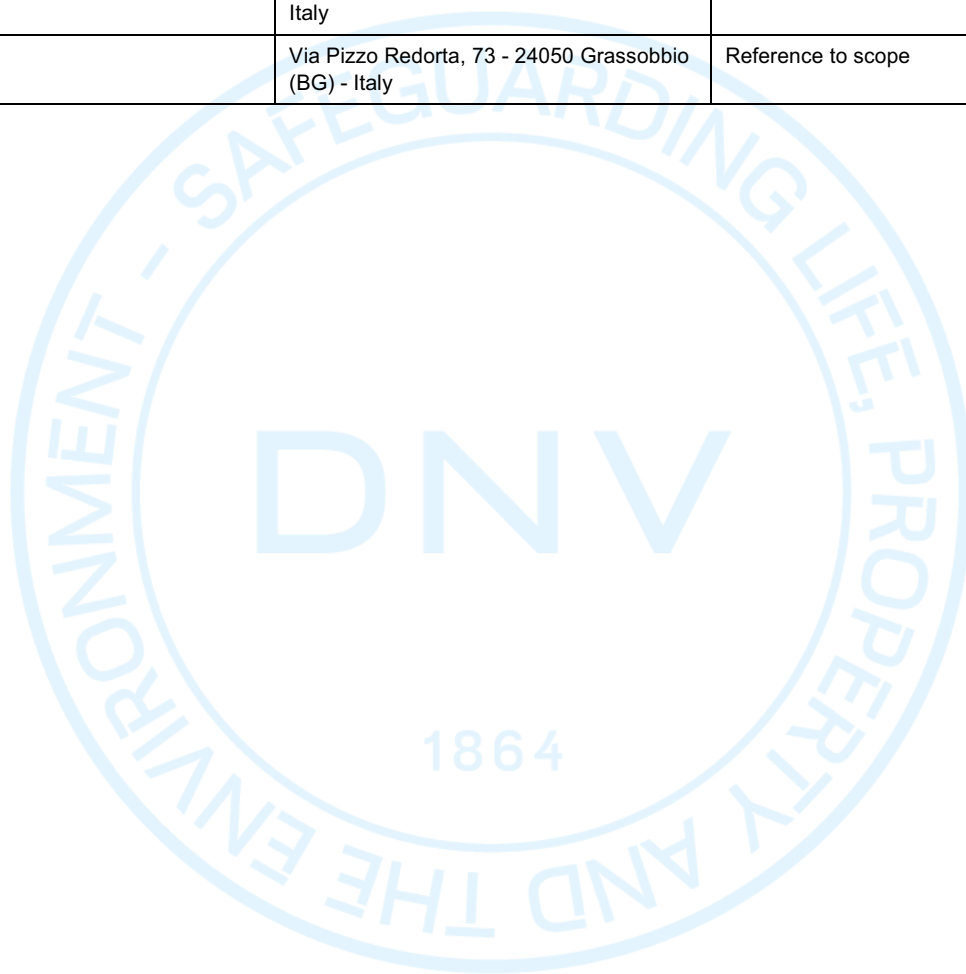 Italy
Via Pizzo Redorta, 73 - 24050 Grassobbio
(BG) - Italy
Reference to scope
SAFEGUARDING LIFE, PROPERTY AND THE ENVIRONMENT -
DNV
1864